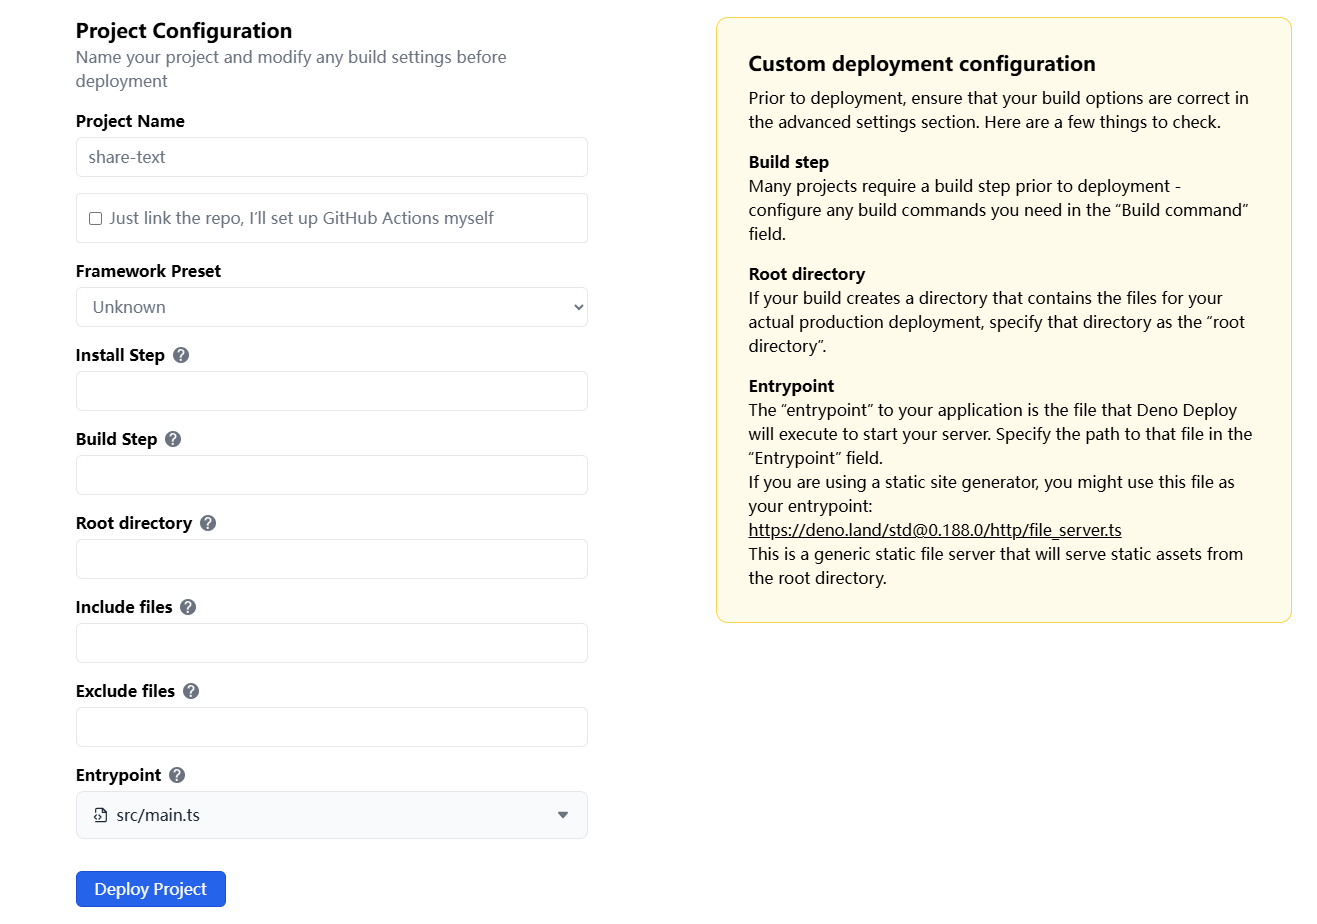 Project Configuration
Name your project and modify any build settings before
deployment
Project Name
share-text
Just link the repo, I'll set up GitHub Actions myself
Framework Preset
Unknown
Install Step
Build Step
Root directory
Include files
Exclude files
Entrypoint
src/main.ts
Deploy Project
Custom deployment configuration
Prior to deployment, ensure that your build options are correct in
the advanced settings section. Here are a few things to check.
Build step
Many projects require a build step prior to deployment -
configure any build commands you need in the “Build command”
field.
Root directory
If your build creates a directory that contains the files for your
actual production deployment, specify that directory as the “root
directory”.
Entrypoint
The “entrypoint” to your application is the file that Deno Deploy
will execute to start your server. Specify the path to that file in the
“Entrypoint” field.
If you are using a static site generator, you might use this file as
your entrypoint:
https://deno.land/std@0.188.0/http/file_server.ts
This is a generic static file server that will serve static assets from
the root directory.